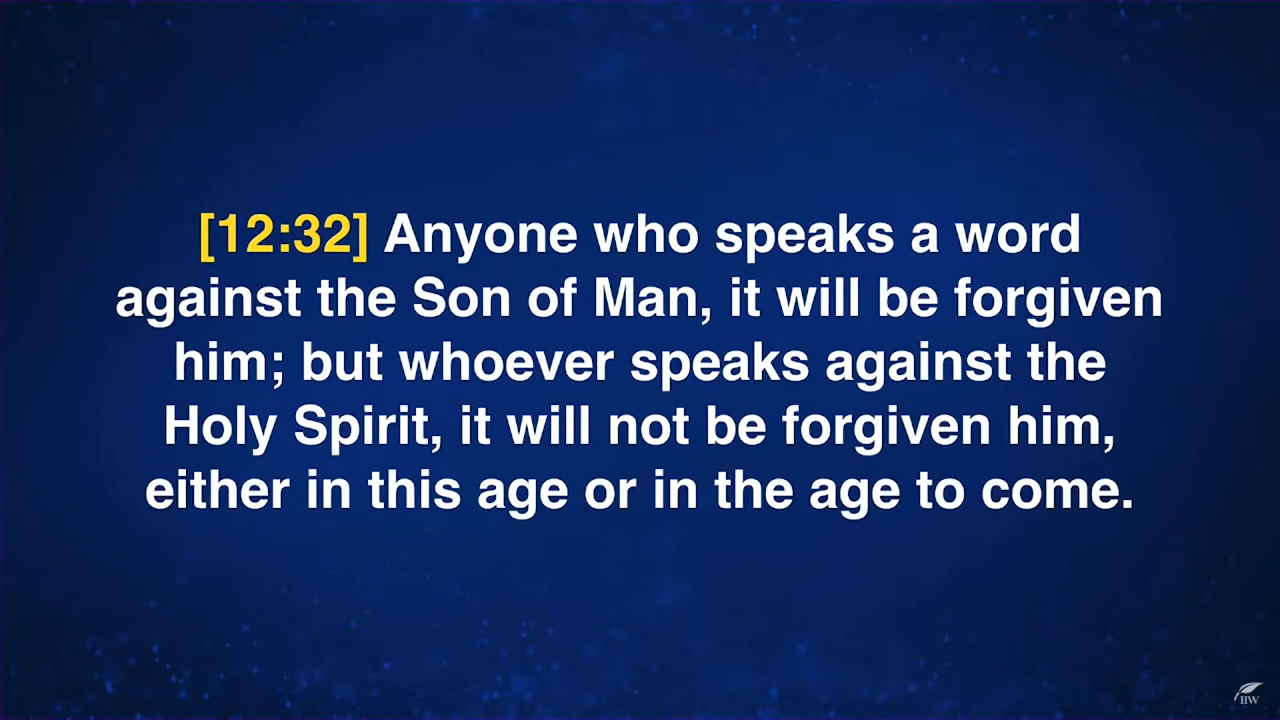 [12:32] Anyone who speaks a word
against the Son of Man, it will be forgiven
him; but whoever speaks against the
Holy Spirit, it will not be forgiven him,
either in this age or in the age to come.
IIW